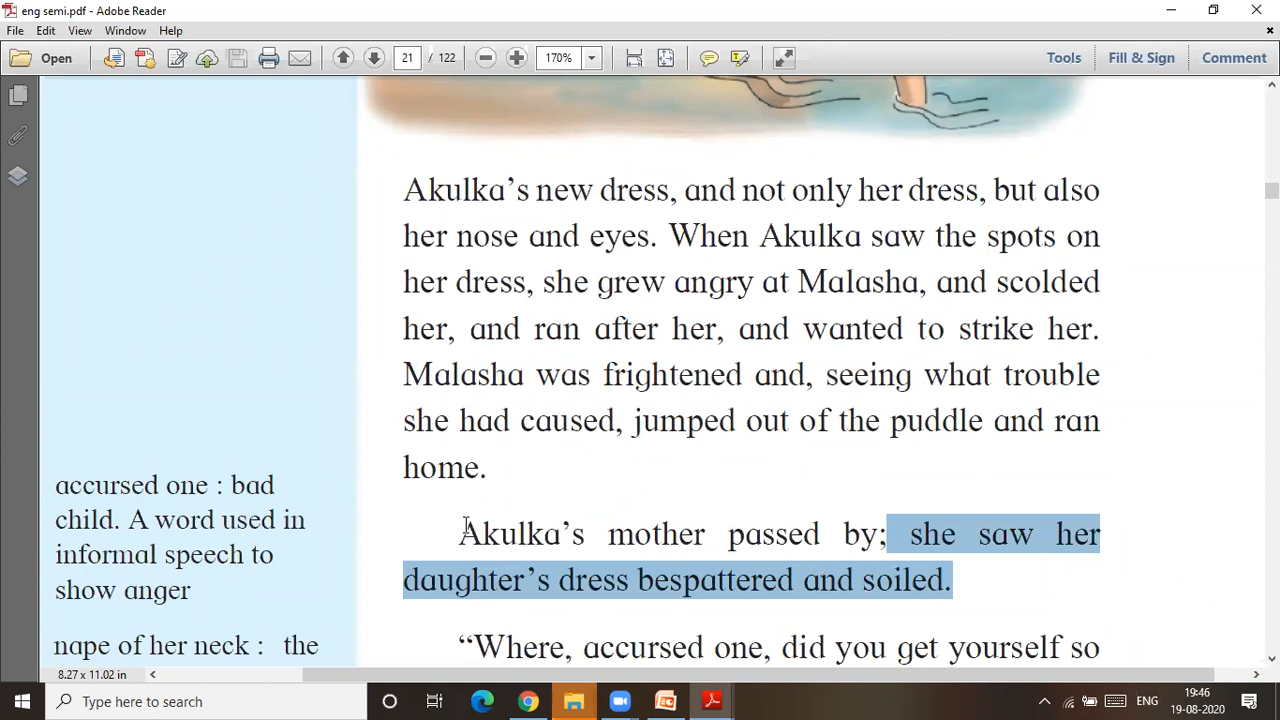 eng semi.pdf - Adobe Reader
File Edit View Window Help
Open 21 / 122 170% Tools Fill & Sign Comment
Akulka's new dress, and not only her dress, but also
her nose and eyes. When Akulka saw the spots on
her dress, she grew angry at Malasha, and scolded
her, and ran after her, and wanted to strike her.
Malasha was frightened and, seeing what trouble
she had caused, jumped out of the puddle and ran
home.
accursed one : bad
child. A word used in
informal speech to
show anger
nape of her neck : the
Akulka's mother passed by; she saw her
daughter's dress bespattered and soiled.
“Where, accursed one, did you get yourself so
8.27 x 11.02 in
Type here to search
ENG
19:46
19-08-2020